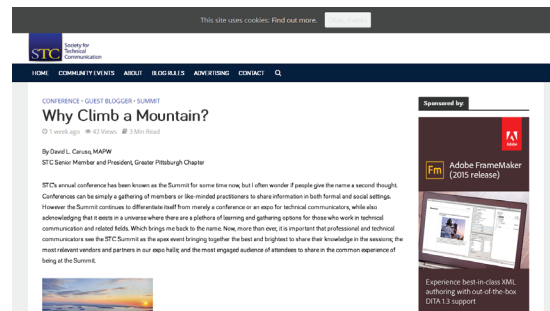 This site uses cookies: Find out more.
Okay, thanks
STC Society for
Technical
Communication
HOME COMMUNITY EVENTS ABOUT BLOG RULES ADVERTISING CONTACT
CONFERENCE • GUEST BLOGGER • SUMMIT
Why Climb a Mountain?
1 week ago 43 Views 3 Min Read
By David L. Caruso, MAPW
STC Senior Member and President, Greater Pittsburgh Chapter
STC's annual conference has been known as the Summit for some time now, but I often wonder if people give the name a second thought.
Conferences can be simply a gathering of members or like-minded practitioners to share information in both formal and social settings.
However the Summit continues to differentiate itself from merely a conference or an expo for technical communicators, while also
acknowledging that it exists in a universe where there are a plethora of learning and gathering options for those who work in technical
communication and related fields. Which brings me back to the name. Now, more than ever, it is important that professional and technical
communicators see the STC Summit as the apex event bringing together the best and brightest to share their knowledge in the sessions; the
most relevant vendors and partners in our expo halls; and the most engaged audience of attendees to share in the common experience of
being at the Summit.
Sponsored by:
Adobe
Fm Adobe FrameMaker
(2015 release)
Experience best-in-class XML
authoring with out-of-the-box
DITA 1.3 support